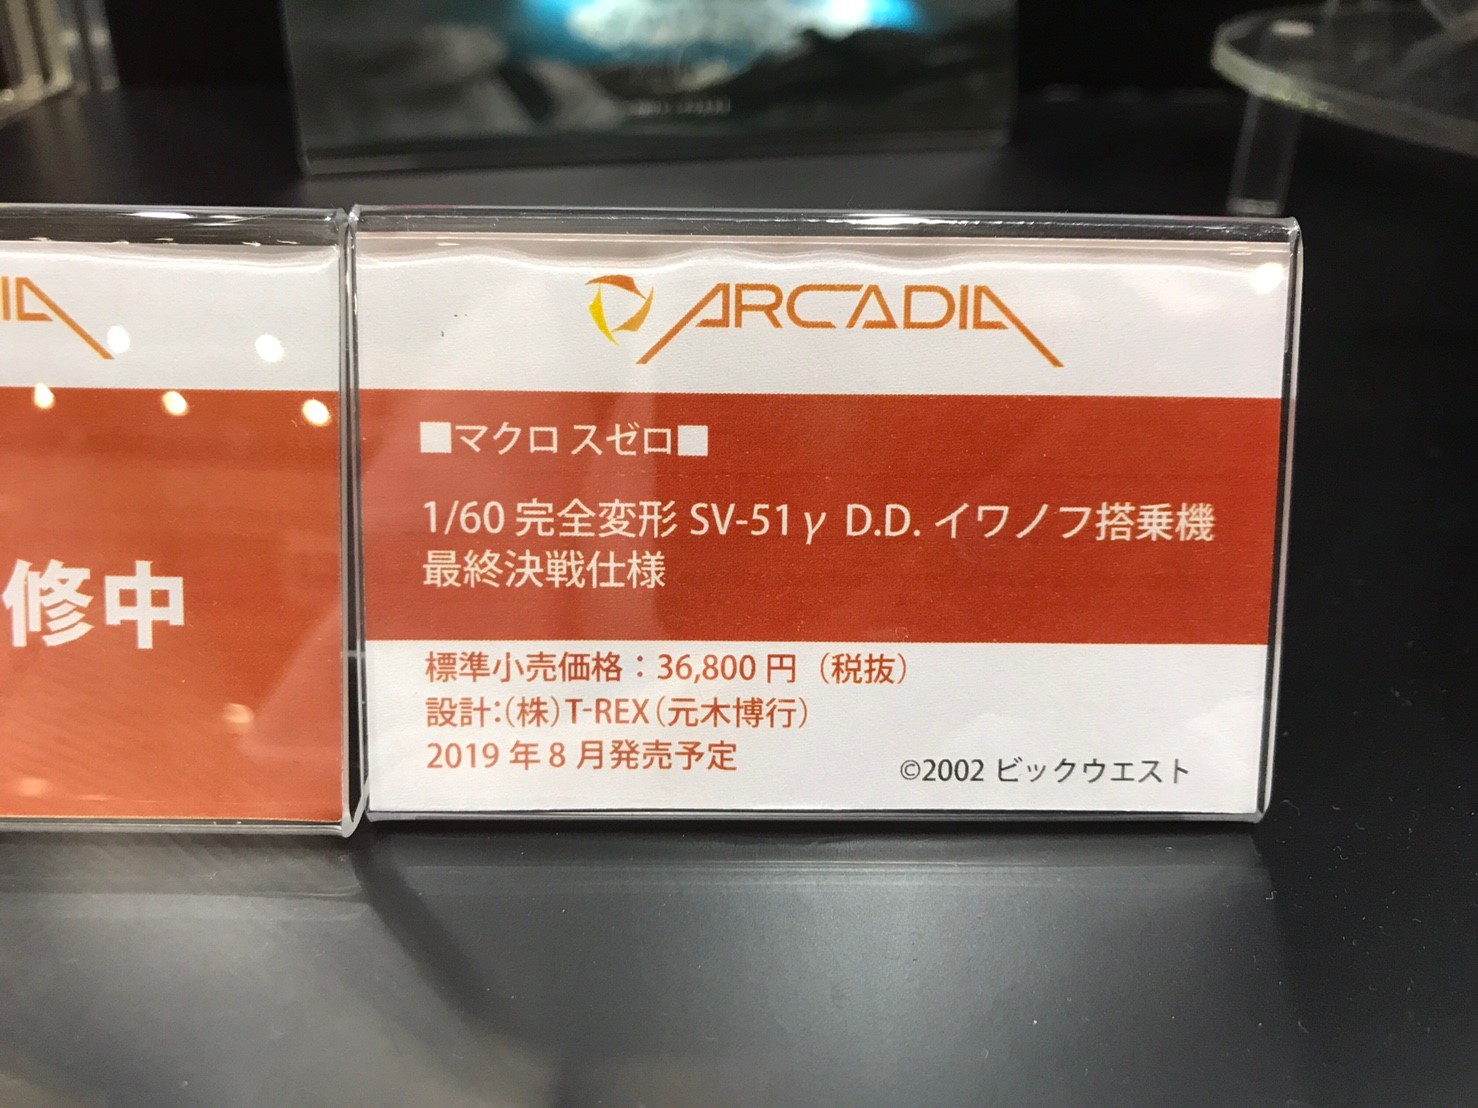 ARCADIA
■マクロスゼロ■
1/60 完全変形 SV-51γ D.D. イワノフ搭乗機
最終決戦仕様
標準小売価格：36,800 円（税抜）
設計：（株）T-REX（元木博行）
2019 年 8 月発売予定
©2002 ビックウエスト
修中